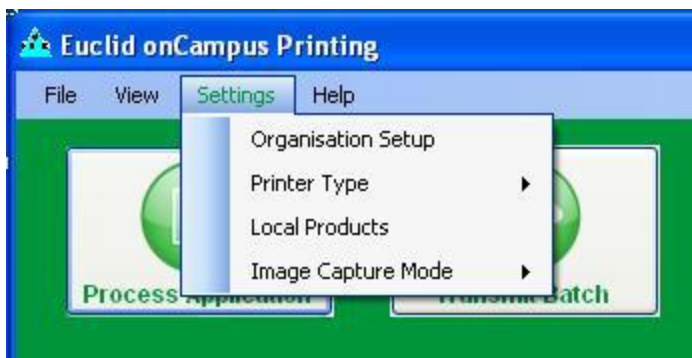 Euclid onCampus Printing
File View Settings Help
Organisation Setup
Printer Type
Local Products
Image Capture Mode
Process Application
Transmit Batch